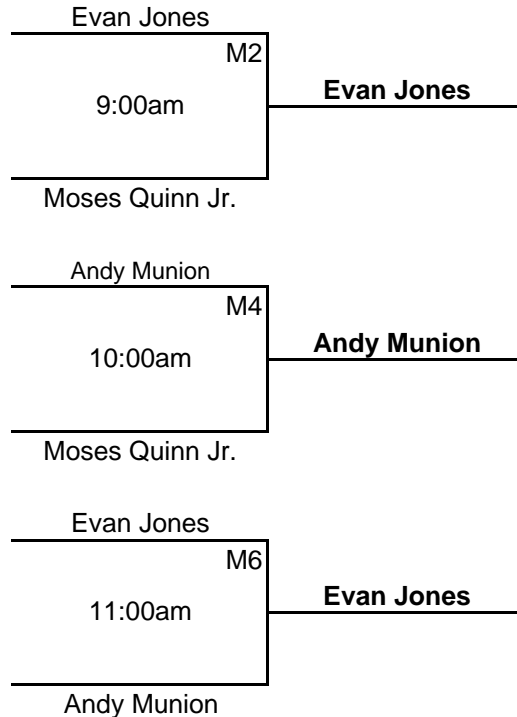 Evan Jones
M2
Evan Jones
9:00am
Moses Quinn Jr.
Andy Munion
M4
Andy Munion
10:00am
Moses Quinn Jr.
Evan Jones
M6
Evan Jones
11:00am
Andy Munion